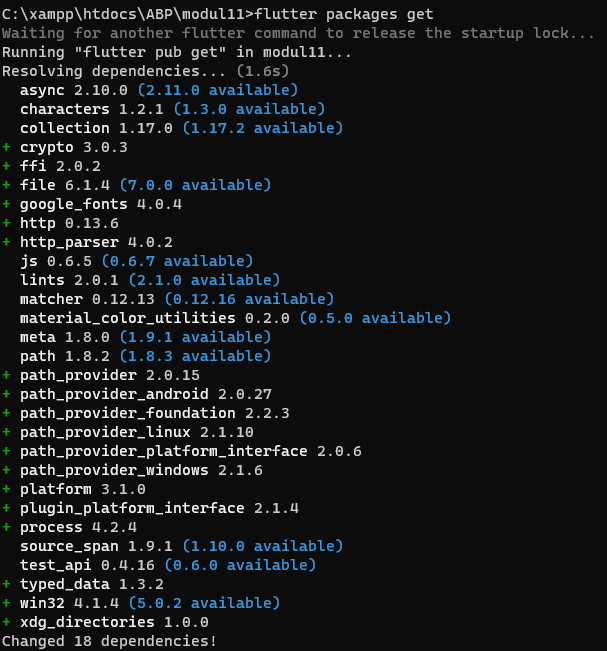 C:\xampp\htdocs\ABP\modul11>flutter packages get
Waiting for another flutter command to release the startup lock...
Running "flutter pub get" in modul11...
Resolving dependencies... (1.6s)
  async 2.10.0 (2.11.0 available)
  characters 1.2.1 (1.3.0 available)
  collection 1.17.0 (1.17.2 available)
+ crypto 3.0.3
+ ffi 2.0.2
+ file 6.1.4 (7.0.0 available)
+ google_fonts 4.0.4
+ http 0.13.6
+ http_parser 4.0.2
  js 0.6.5 (0.6.7 available)
  lints 2.0.1 (2.1.0 available)
  matcher 0.12.13 (0.12.16 available)
  material_color_utilities 0.2.0 (0.5.0 available)
  meta 1.8.0 (1.9.1 available)
  path 1.8.2 (1.8.3 available)
+ path_provider 2.0.15
+ path_provider_android 2.0.27
+ path_provider_foundation 2.2.3
+ path_provider_linux 2.1.10
+ path_provider_platform_interface 2.0.6
+ path_provider_windows 2.1.6
+ platform 3.1.0
+ plugin_platform_interface 2.1.4
+ process 4.2.4
  source_span 1.9.1 (1.10.0 available)
  test_api 0.4.16 (0.6.0 available)
+ typed_data 1.3.2
+ win32 4.1.4 (5.0.2 available)
+ xdg_directories 1.0.0
Changed 18 dependencies!